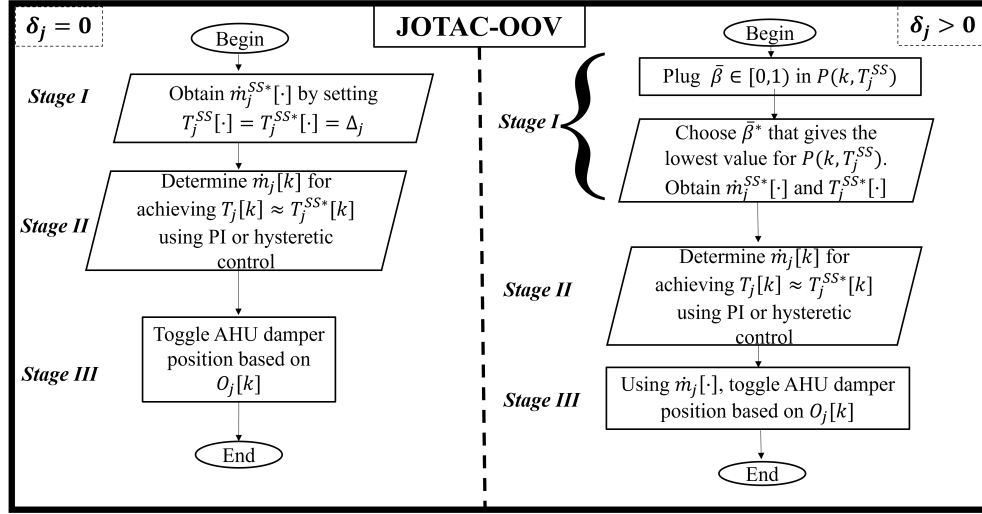 JOTAC-OOV
δ_j = 0
Begin
Stage I
Obtain ṁ_j^{SS*}[·] by setting
T_j^{SS}[·] = T_j^{SS*}[·] = Δ_j
Stage II
Determine ṁ_j[k] for
achieving T_j[k] ≈ T_j^{SS*}[k]
using PI or hysteretic
control
Stage III
Toggle AHU damper
position based on
O_j[k]
End
δ_j > 0
Begin
Stage I
Plug β̄ ∈ [0,1) in P(k, T_j^{SS})
Choose β̄* that gives the
lowest value for P(k, T_j^{SS}).
Obtain ṁ_j^{SS*}[·] and T_j^{SS*}[·]
Stage II
Determine ṁ_j[k] for
achieving T_j[k] ≈ T_j^{SS*}[k]
using PI or hysteretic
control
Stage III
Using ṁ_j[·], toggle AHU damper
position based on O_j[k]
End